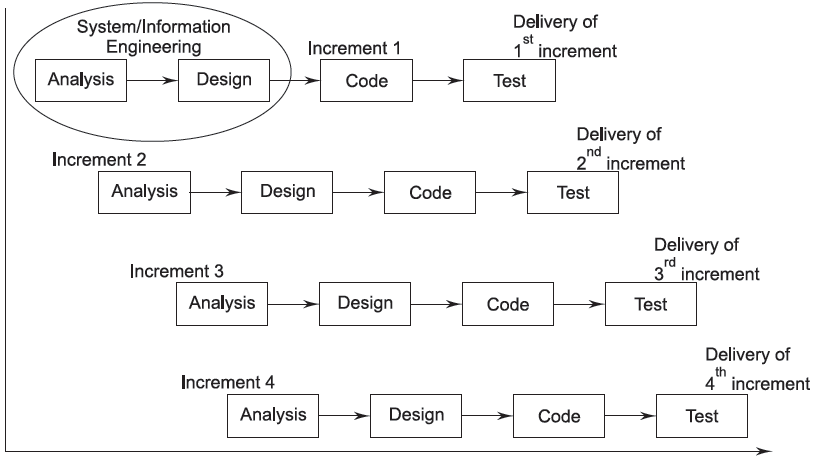 System/Information
Engineering
Increment 1
Delivery of
1st increment
Analysis
Design
Code
Test
Increment 2
Delivery of
2nd increment
Analysis
Design
Code
Test
Increment 3
Delivery of
3rd increment
Analysis
Design
Code
Test
Increment 4
Delivery of
4th increment
Analysis
Design
Code
Test